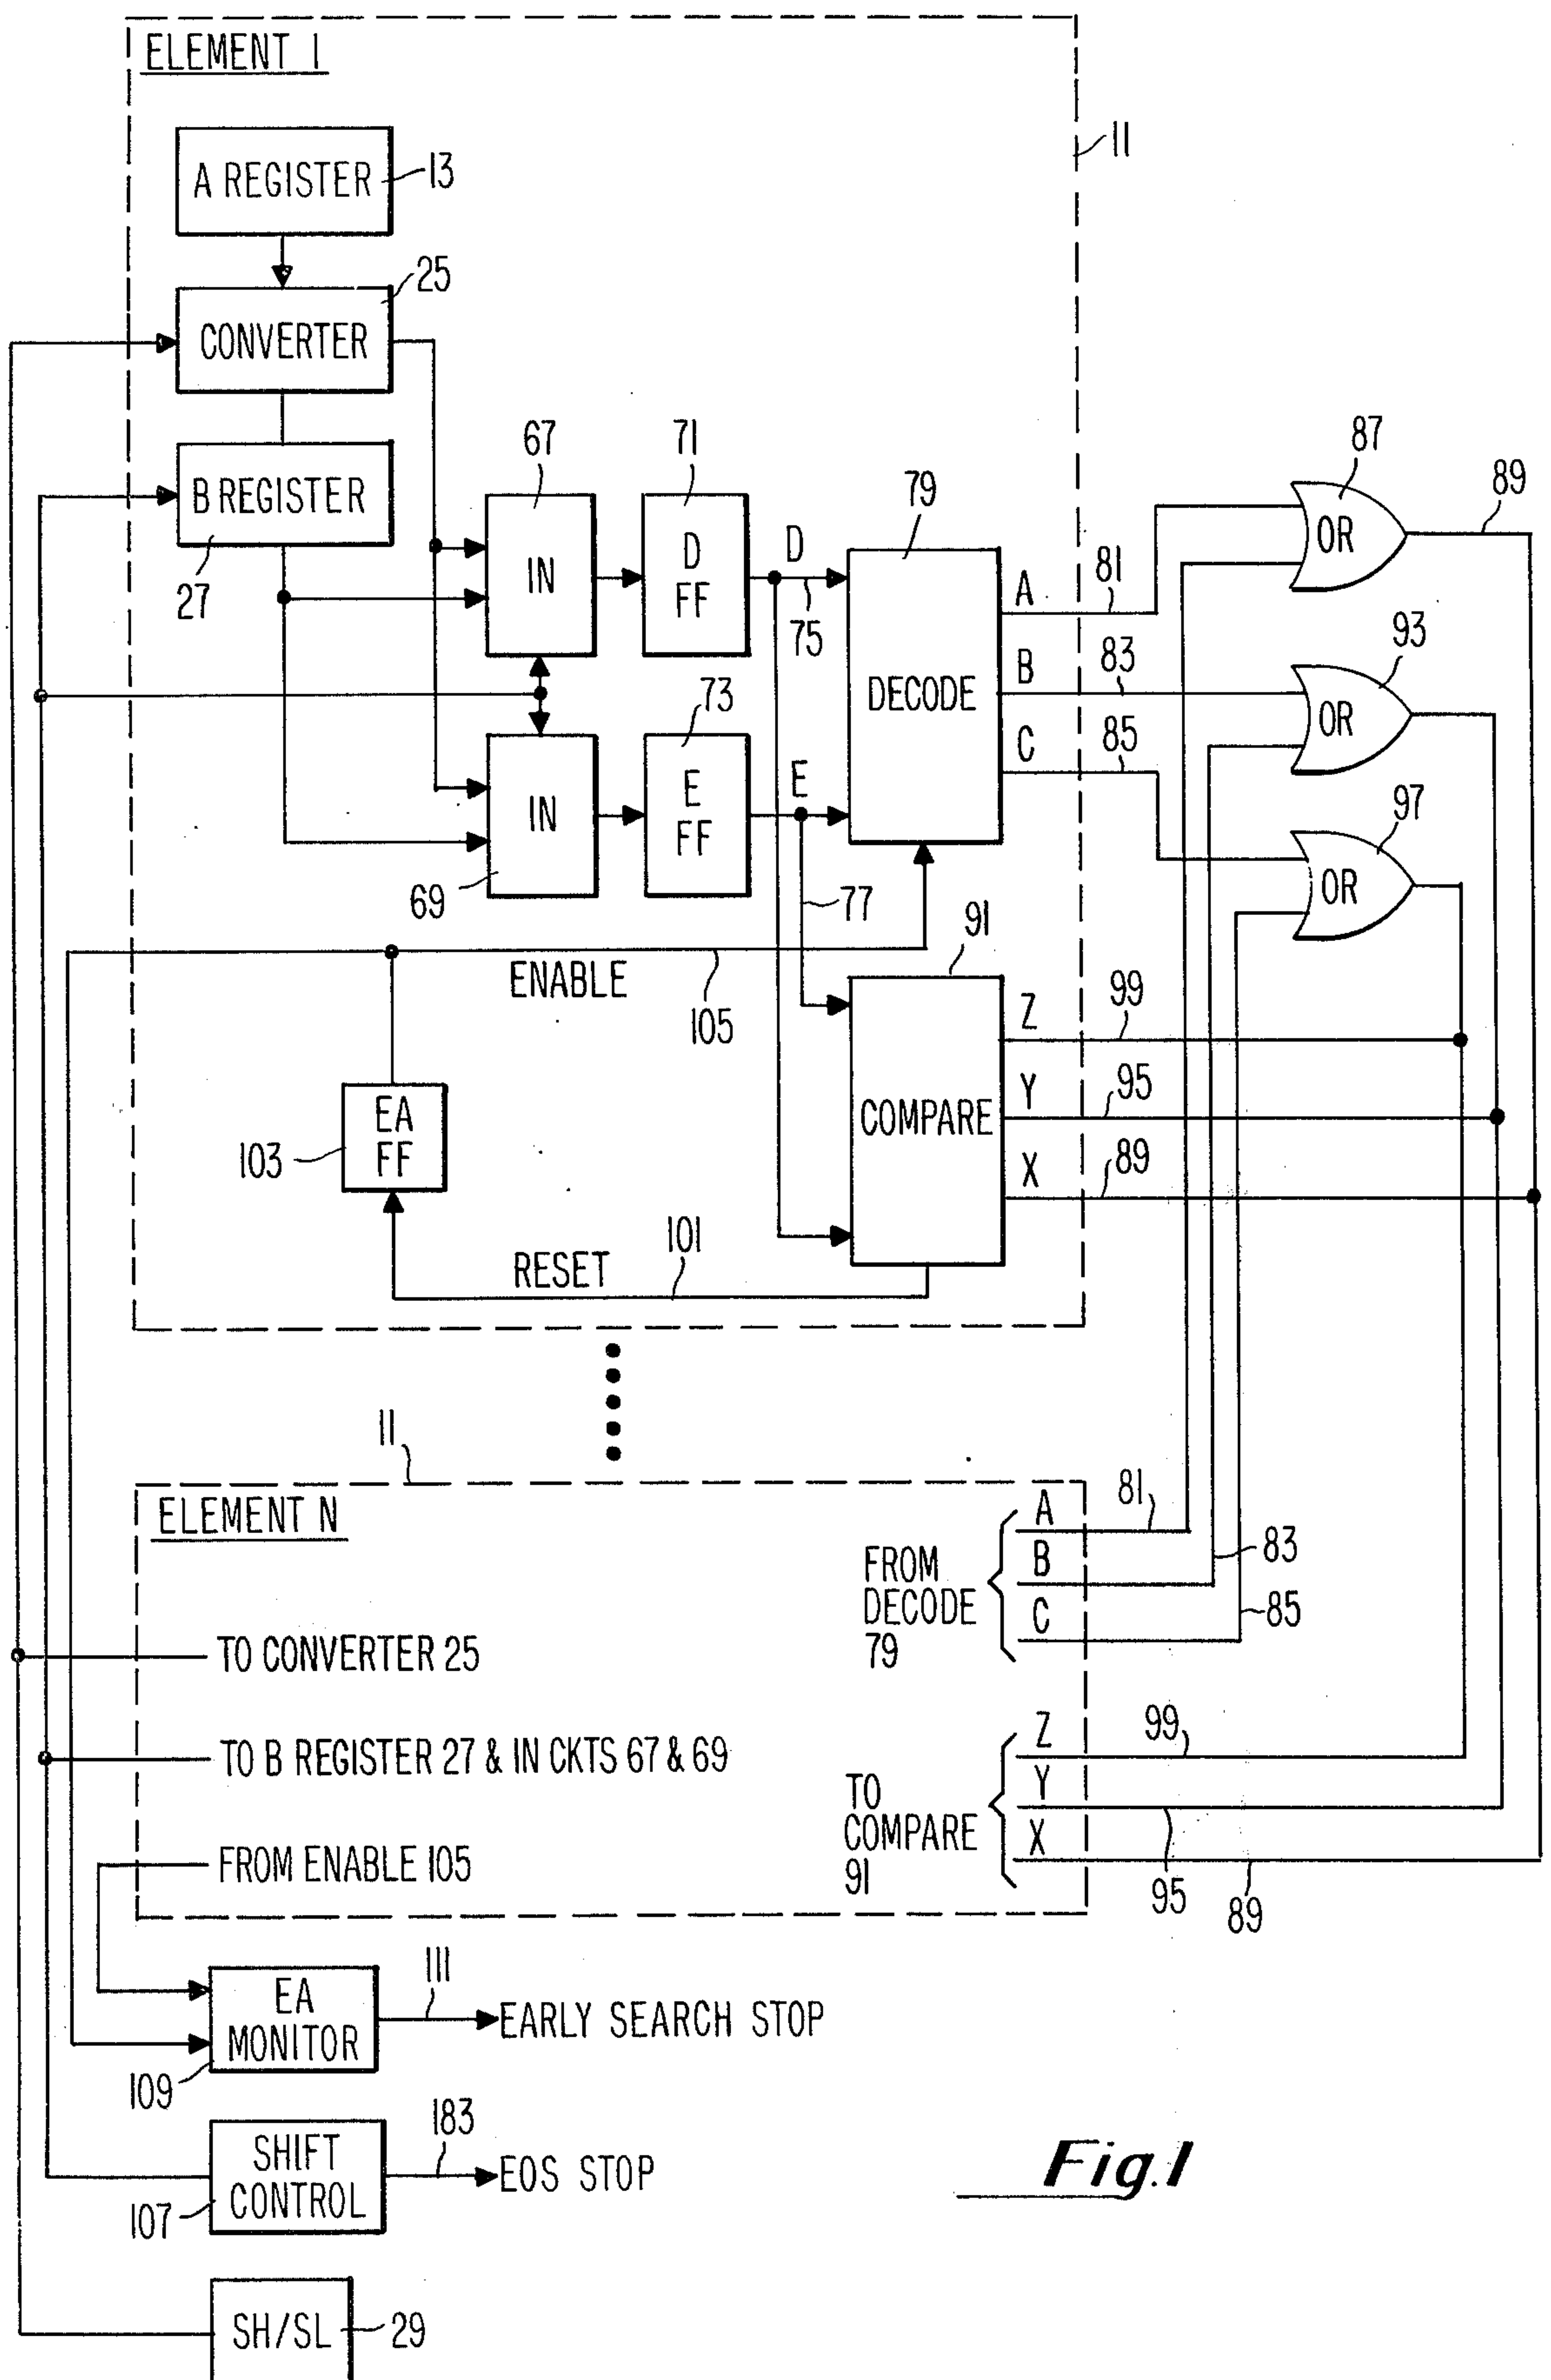 ELEMENT 1
11
A REGISTER
13
25
CONVERTER
B REGISTER
27
67
IN
71
D
FF
D
75
79
DECODE
A
81
B
83
C
85
87
OR
89
93
OR
97
OR
69
IN
73
E
FF
E
77
ENABLE
105
91
COMPARE
Z
99
Y
95
X
89
EA
FF
103
RESET
101
11
ELEMENT N
FROM
DECODE
79
A
81
B
83
C
85
TO CONVERTER 25
TO B REGISTER 27 & IN CKTS 67 & 69
FROM ENABLE 105
TO
COMPARE
91
Z
99
Y
95
X
89
EA
MONITOR
109
111
EARLY SEARCH STOP
SHIFT
CONTROL
107
183
EOS STOP
SH/SL
29
Fig.1